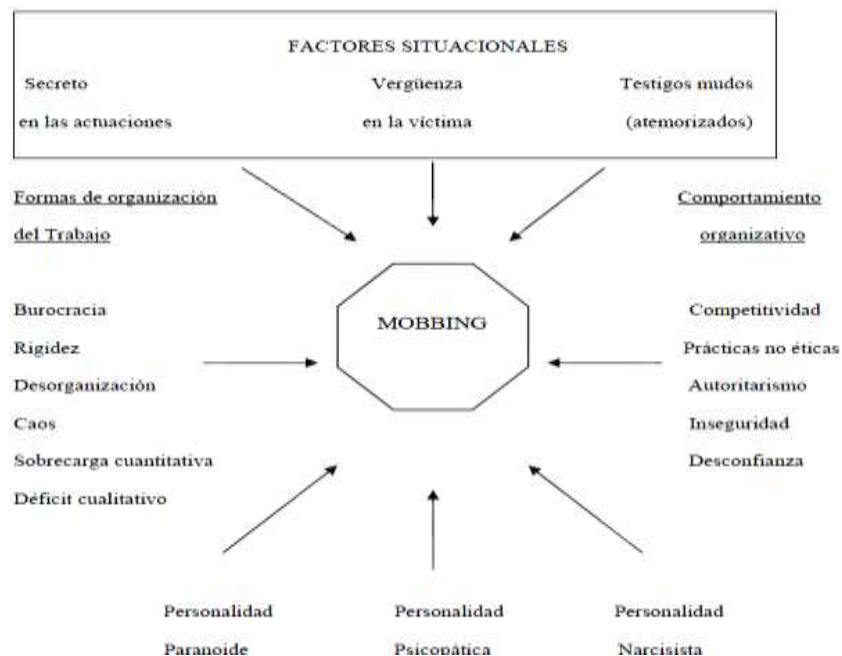 FACTORES SITUACIONALES
Secreto Vergüenza Testigos mudos
en las actuaciones en la víctima (atemorizados)
Formas de organización Comportamiento
del Trabajo organizativo
MOBBING
Burocracia
Rigidez
Desorganización
Caos
Sobrecarga cuantitativa
Déficit cualitativo
Competitividad
Prácticas no éticas
Autoritarismo
Inseguridad
Desconfianza
Personalidad Personalidad Personalidad
Paranoide Psicopática Narcisista